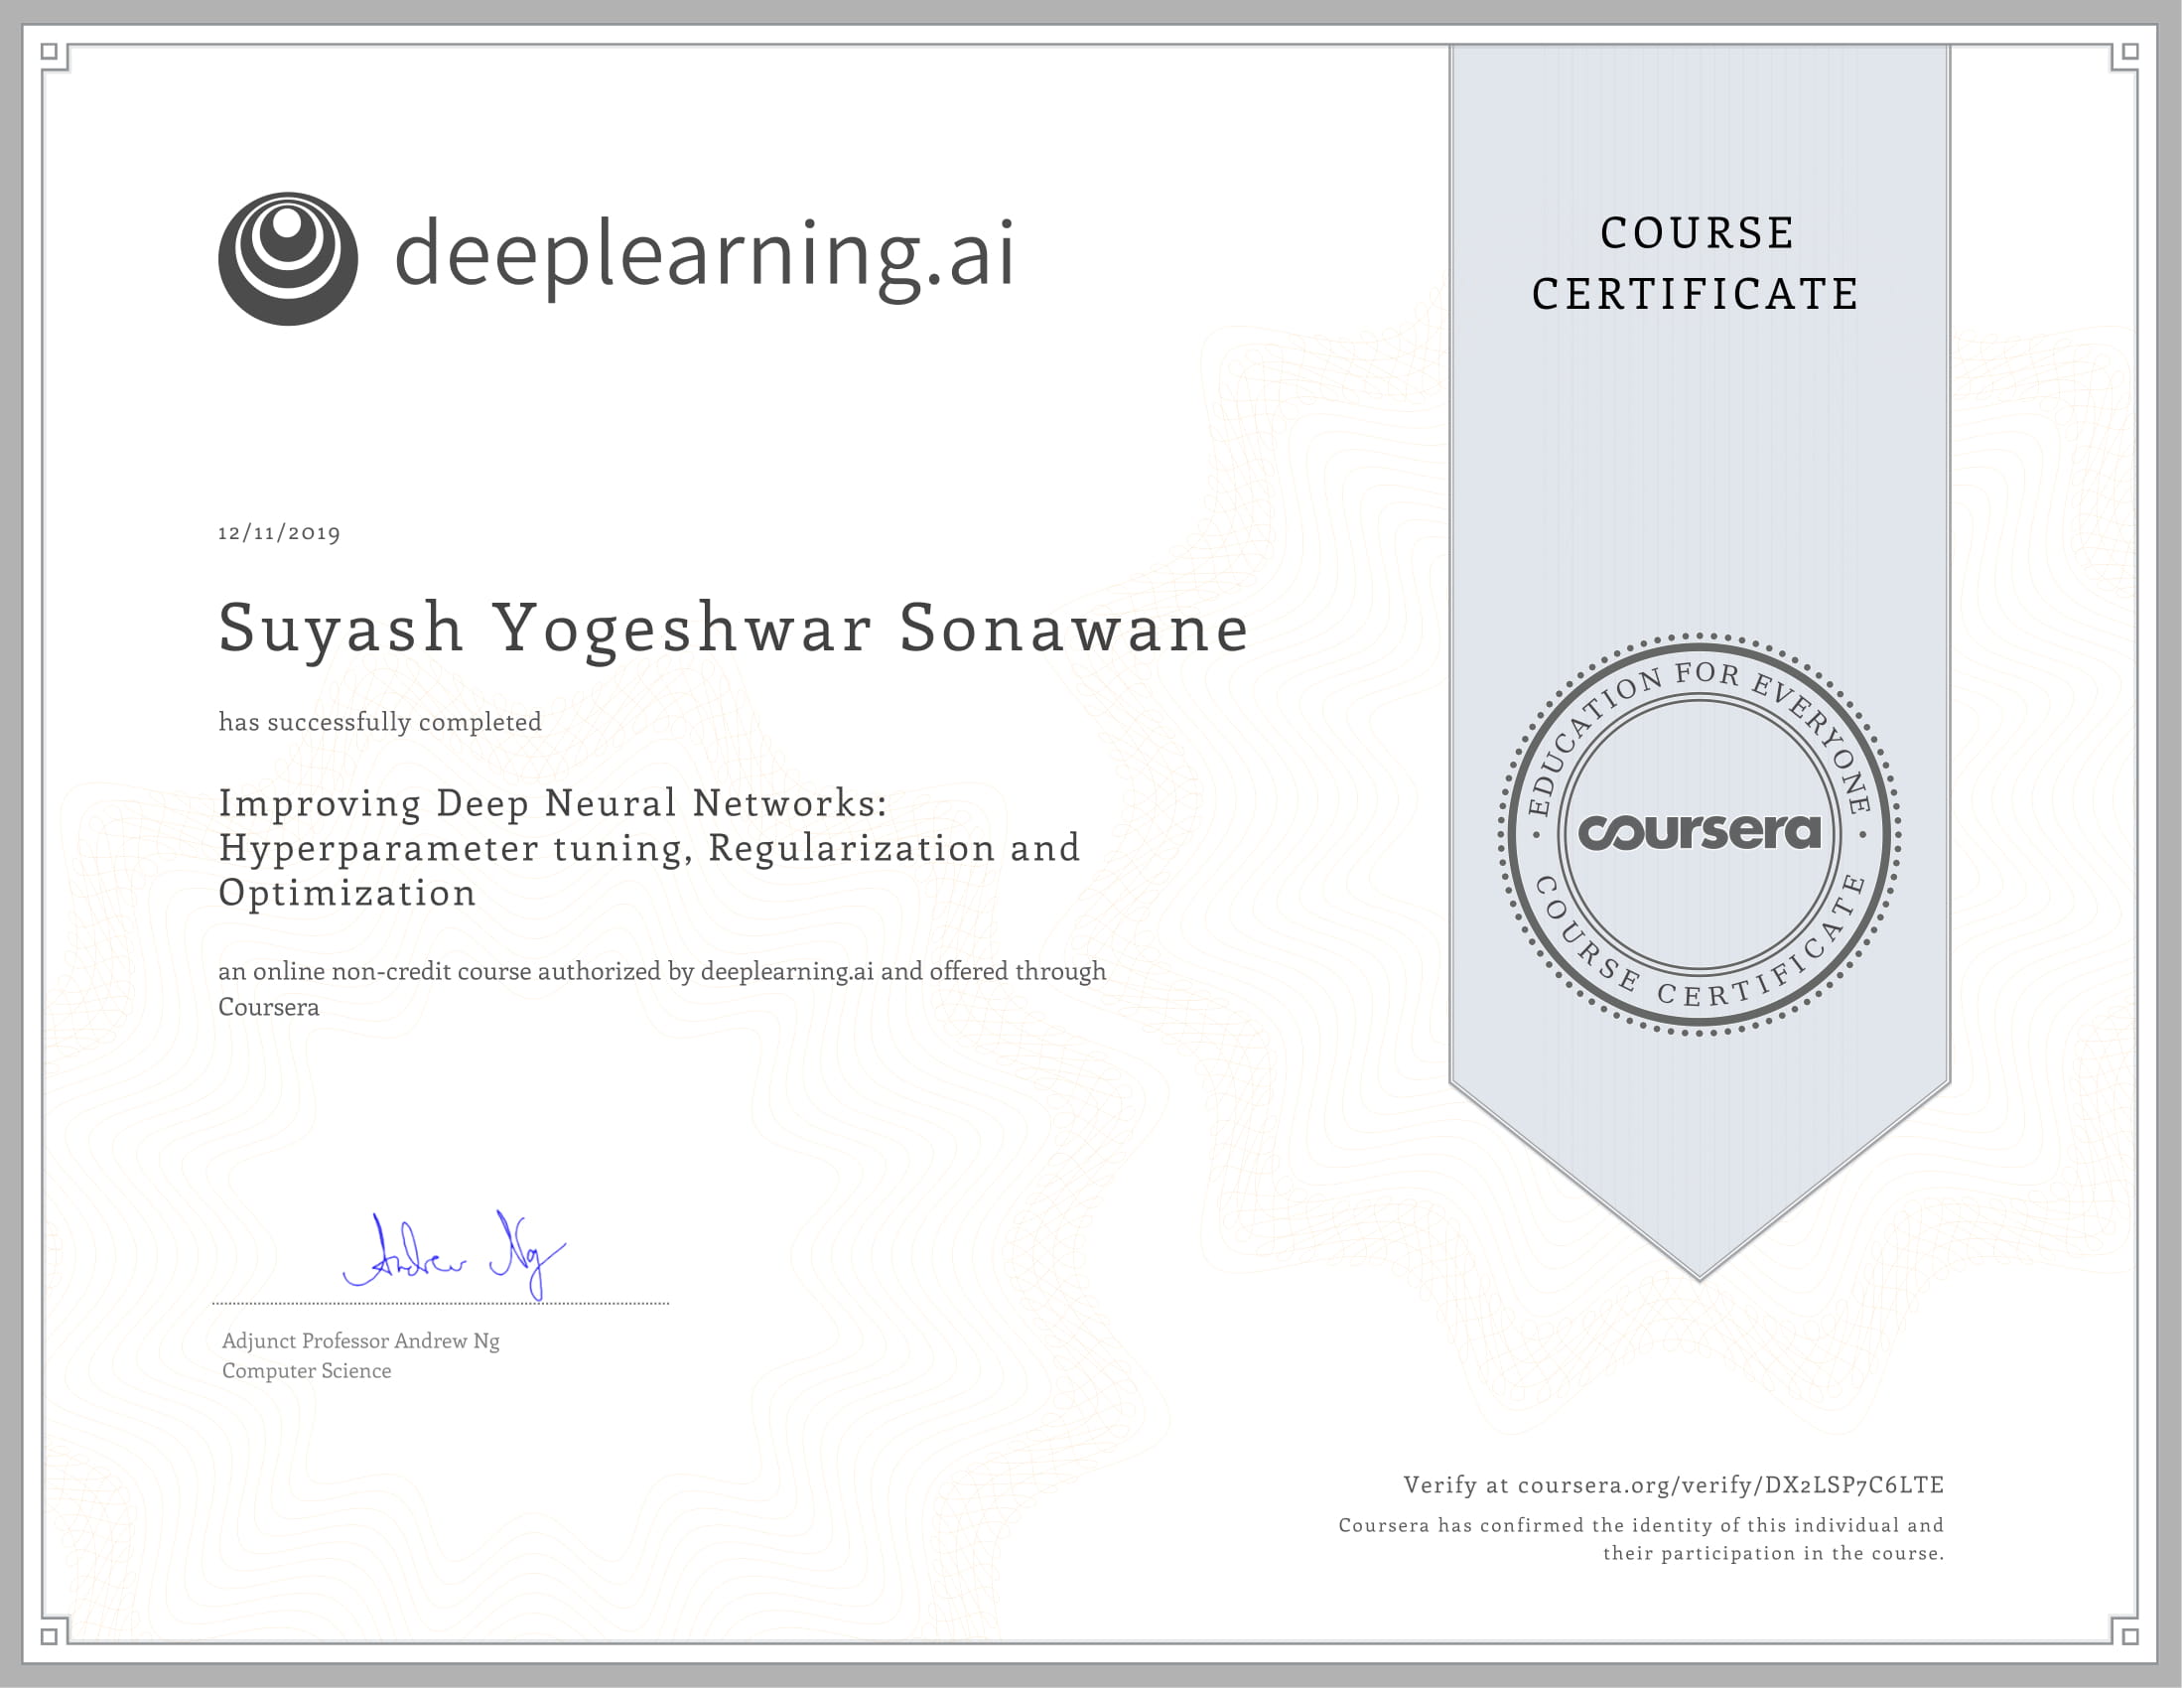 deeplearning.ai
COURSE
CERTIFICATE
12/11/2019
Suyash Yogeshwar Sonawane
has successfully completed
Improving Deep Neural Networks:
Hyperparameter tuning, Regularization and
Optimization
an online non-credit course authorized by deeplearning.ai and offered through
Coursera
EDUCATION FOR EVERYONE
coursera
COURSE CERTIFICATE
Andrew Ng
Adjunct Professor Andrew Ng
Computer Science
Verify at coursera.org/verify/DX2LSP7C6LTE
Coursera has confirmed the identity of this individual and
their participation in the course.